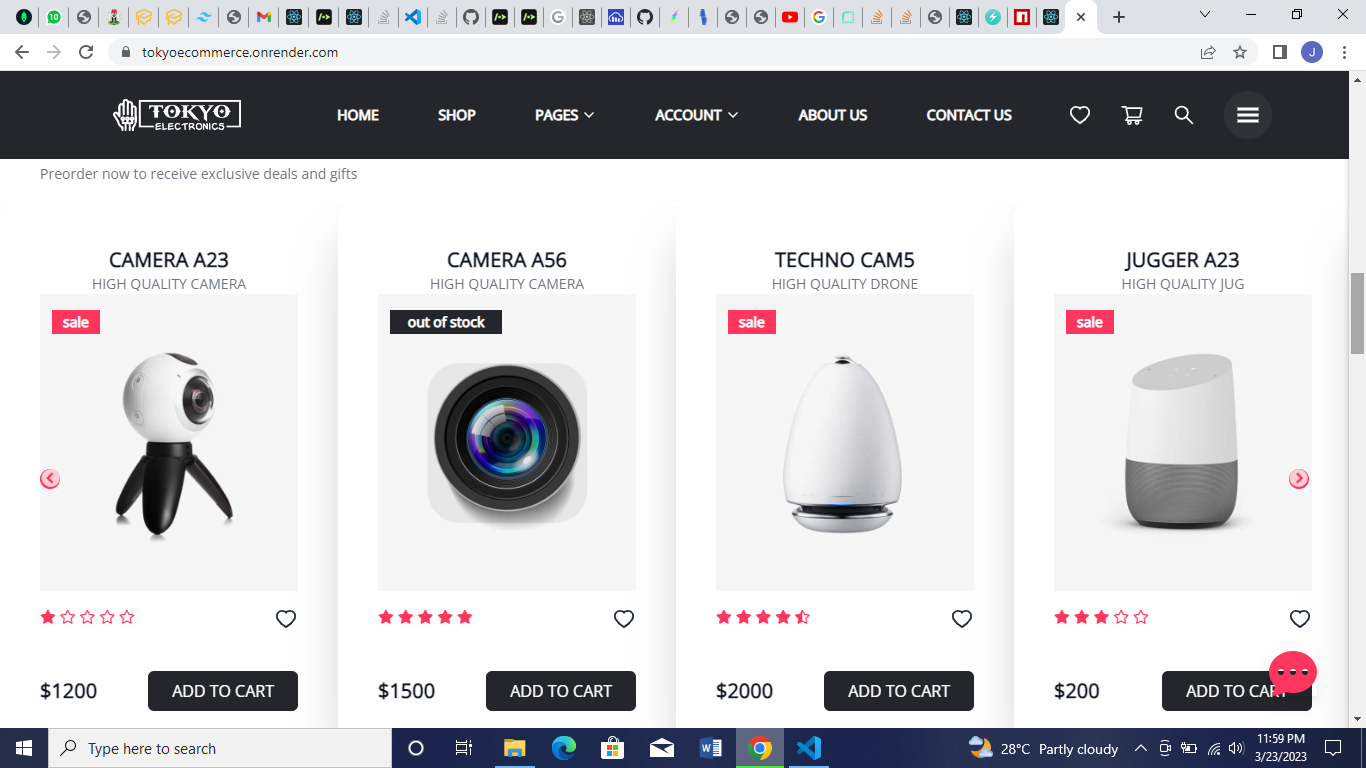 10
tokyoecommerce.onrender.com
J
TOKYO
ELECTRONICS
HOME
SHOP
PAGES
ACCOUNT
ABOUT US
CONTACT US
Preorder now to receive exclusive deals and gifts
CAMERA A23
HIGH QUALITY CAMERA
sale
$1200
ADD TO CART
CAMERA A56
HIGH QUALITY CAMERA
out of stock
$1500
ADD TO CART
TECHNO CAM5
HIGH QUALITY DRONE
sale
$2000
ADD TO CART
JUGGER A23
HIGH QUALITY JUG
sale
$200
ADD TO CART
Type here to search
28°C Partly cloudy
11:59 PM
3/23/2023